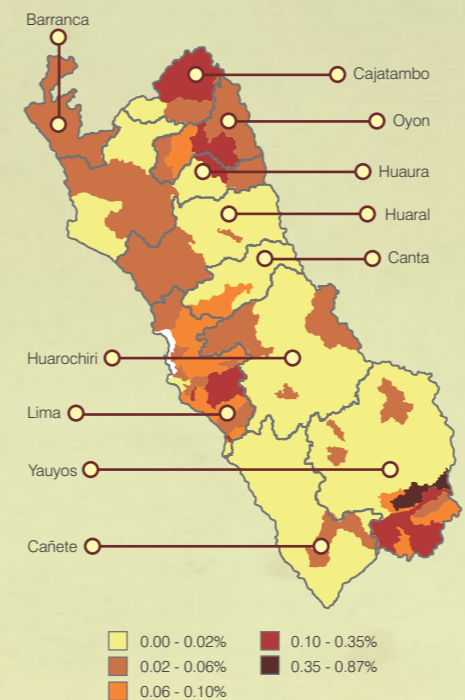 Barranca
Cajatambo
Oyon
Huaura
Huaral
Canta
Huarochiri
Lima
Yauyos
Cañete
0.00 - 0.02%
0.02 - 0.06%
0.06 - 0.10%
0.10 - 0.35%
0.35 - 0.87%